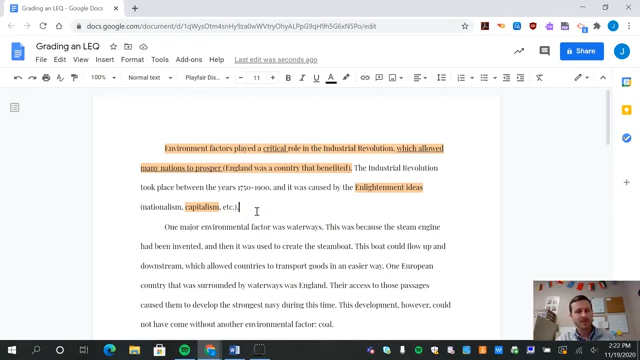 Grading an LEQ - Google Docs
docs.google.com/document/d/1qWysOtm4snHy9za0wWVtryOhyALPgG9qH9h5G6xN5Po/edit
Grading an LEQ
File Edit View Insert Format Tools Add-ons Help Last edit was seconds ago
Share
J
100% Normal text Playfair Disp... 11 B I U A
Environment factors played a critical role in the Industrial Revolution, which allowed
many nations to prosper (England was a country that benefited). The Industrial Revolution
took place between the years 1750-1900, and it was caused by the Enlightenment ideas
(nationalism, capitalism, etc.).
One major environmental factor was waterways. This was because the steam engine
had been invented, and then it was used to create the steamboat. This boat could flow up and
downstream, which allowed countries to transport goods in an easier way. One European
country that was surrounded by waterways was England. Their access to those passages
caused them to develop the strongest navy during this time. This development, however, could
not have come without another environmental factor: coal.
2:22 PM
11/19/2020